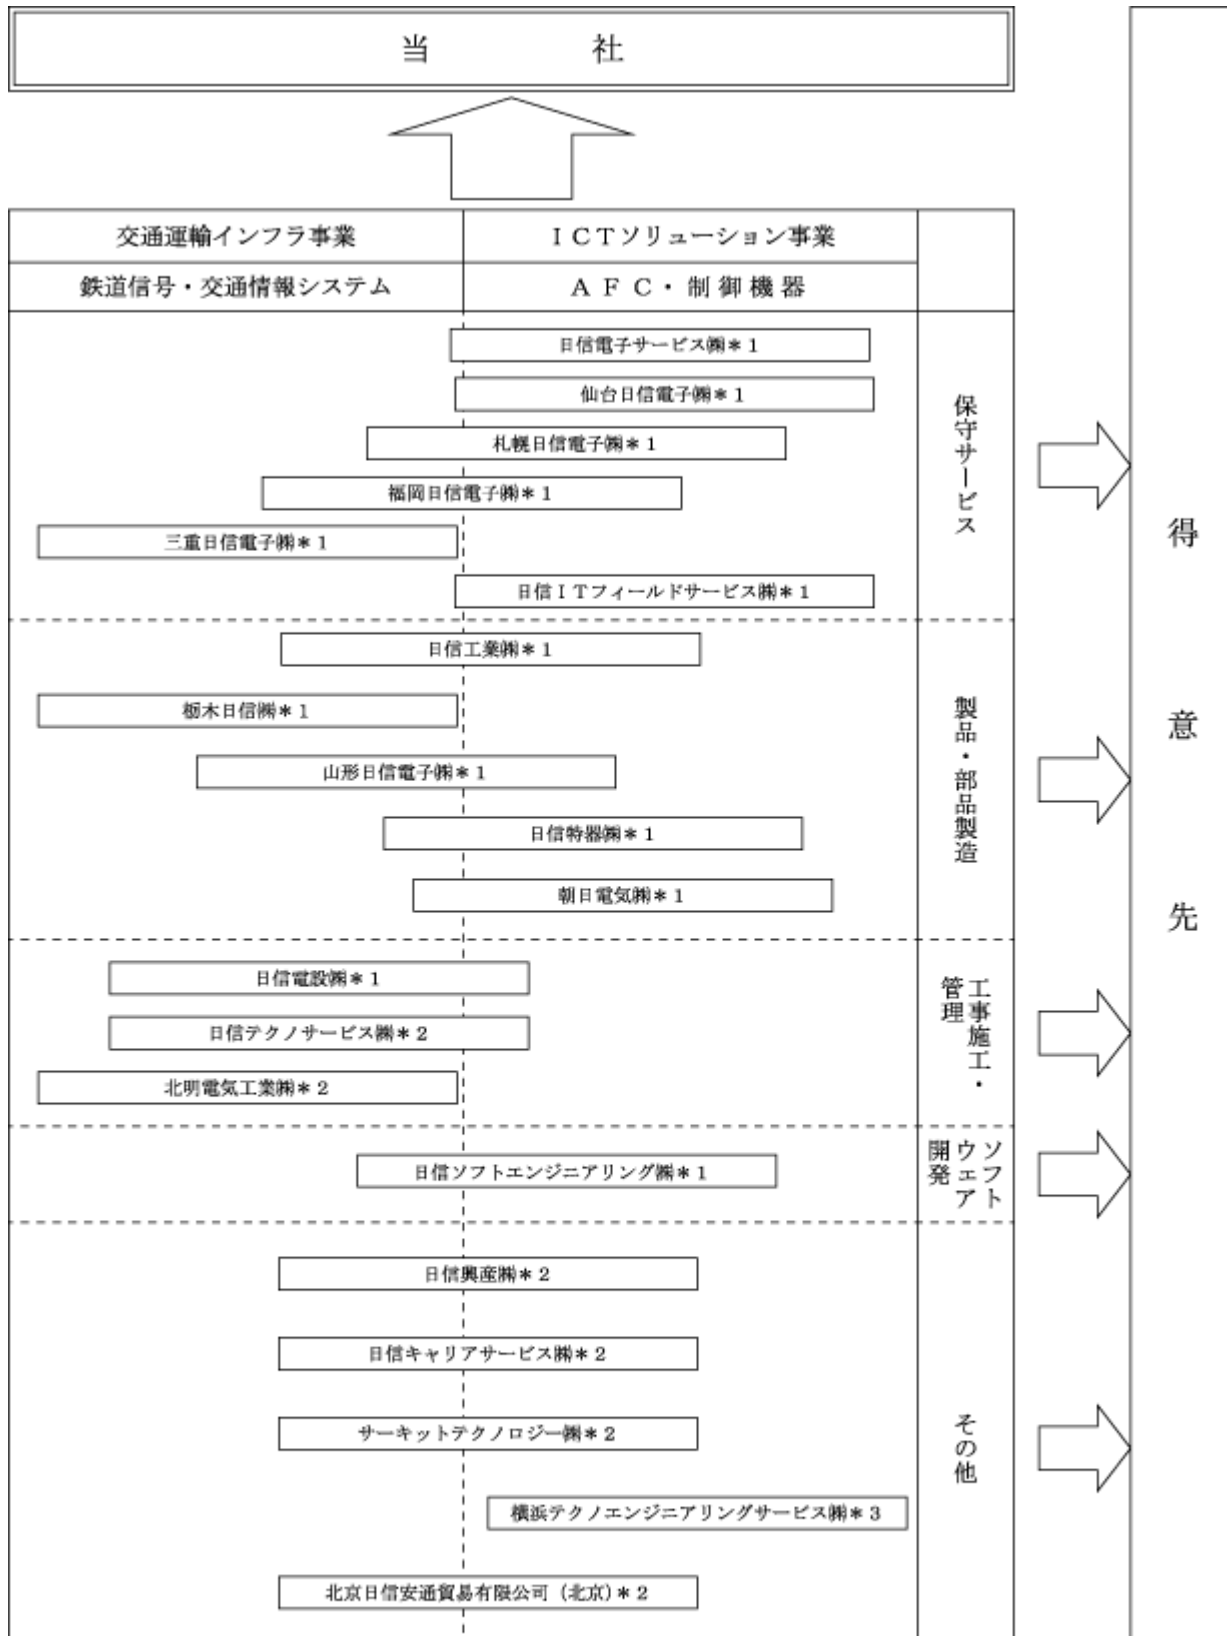 当社
交通運輸インフラ事業
ICTソリューション事業
鉄道信号・交通情報システム
AFC・制御機器
日信電子サービス㈱＊1
仙台日信電子㈱＊1
札幌日信電子㈱＊1
福岡日信電子㈱＊1
三重日信電子㈱＊1
日信ITフィールドサービス㈱＊1
保守サービス
日信工業㈱＊1
栃木日信㈱＊1
山形日信電子㈱＊1
日信特器㈱＊1
朝日電気㈱＊1
製品・部品製造
日信電設㈱＊1
日信テクノサービス㈱＊2
北明電気工業㈱＊2
工事施工・
管理
日信ソフトエンジニアリング㈱＊1
ソフト
ウェア
開発
日信興産㈱＊2
日信キャリアサービス㈱＊2
サーキットテクノロジー㈱＊2
横浜テクノエンジニアリングサービス㈱＊3
北京日信安通貿易有限公司（北京）＊2
その他
得意先